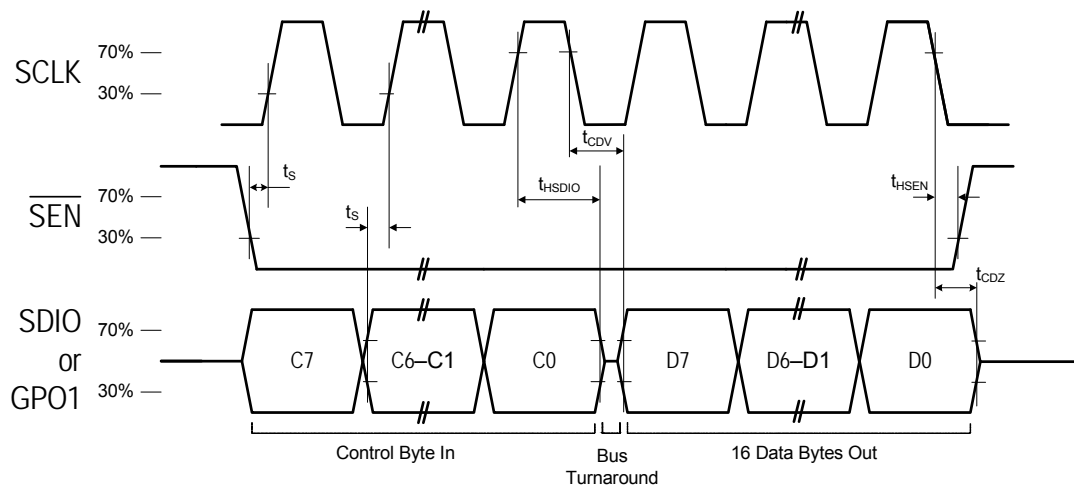 SCLK
70%
30%
tCDV
tS
tHSDIO
tHSEN
SEN
70%
30%
tS
tCDZ
SDIO
or
GPO1
70%
30%
C7
C6–C1
C0
D7
D6–D1
D0
Control Byte In
Bus
Turnaround
16 Data Bytes Out